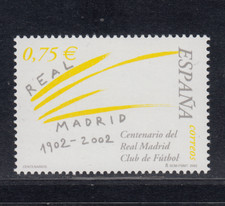 0,75 €
REAL
MADRID
1902-2002
Centenario del
Real Madrid
Club de Fútbol
ESPAÑA
CORREOS